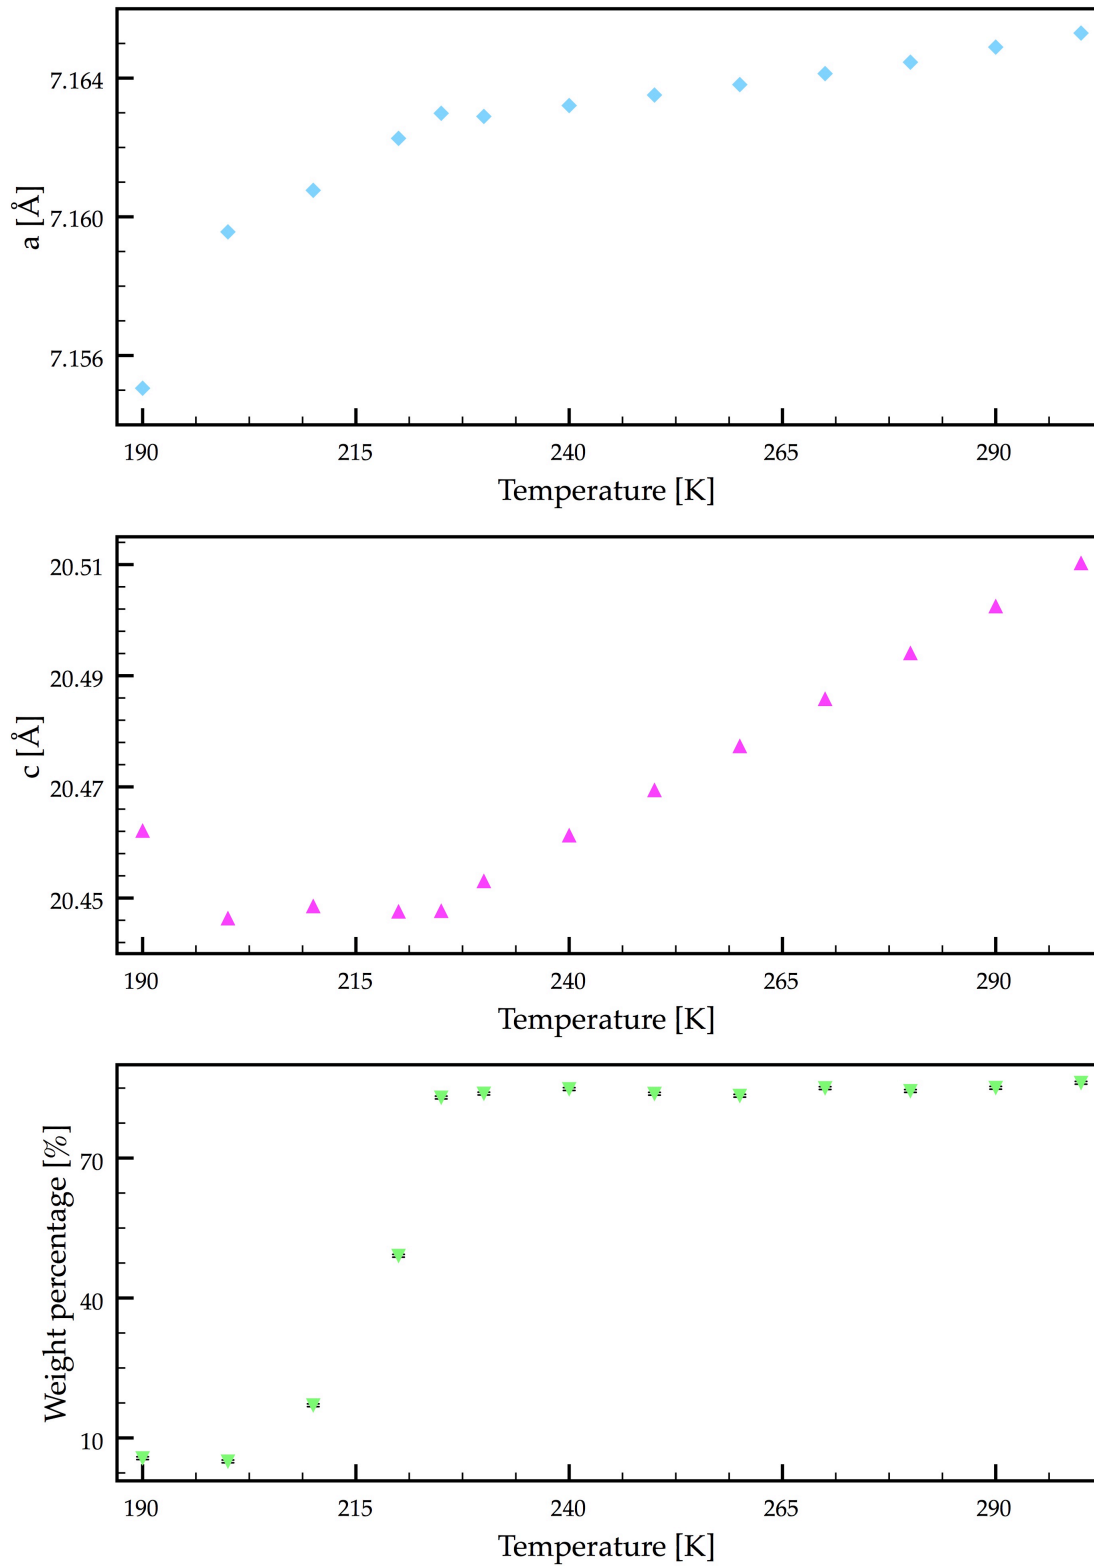 7.164
7.160
7.156
a [Å]
190 215 240 265 290
Temperature [K]
20.51
20.49
20.47
20.45
c [Å]
190 215 240 265 290
Temperature [K]
70
40
10
Weight percentage [%]
190 215 240 265 290
Temperature [K]